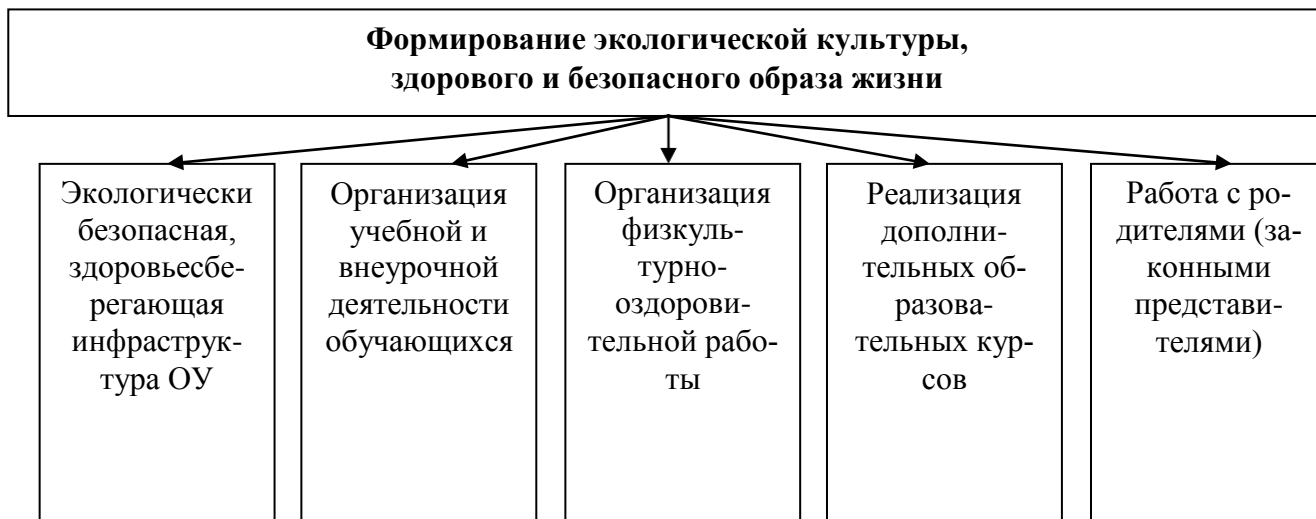 Формирование экологической культуры,
здорового и безопасного образа жизни
Экологически
безопасная,
здоровьесбе-
регающая
инфраструк-
тура ОУ
Организация
учебной и
внеурочной
деятельности
обучающихся
Организация
физкуль-
турно-
оздорови-
тельной рабо-
ты
Реализация
дополни-
тельных об-
разова-
тельных кур-
сов
Работа с ро-
дителями (за-
конными
представи-
телями)